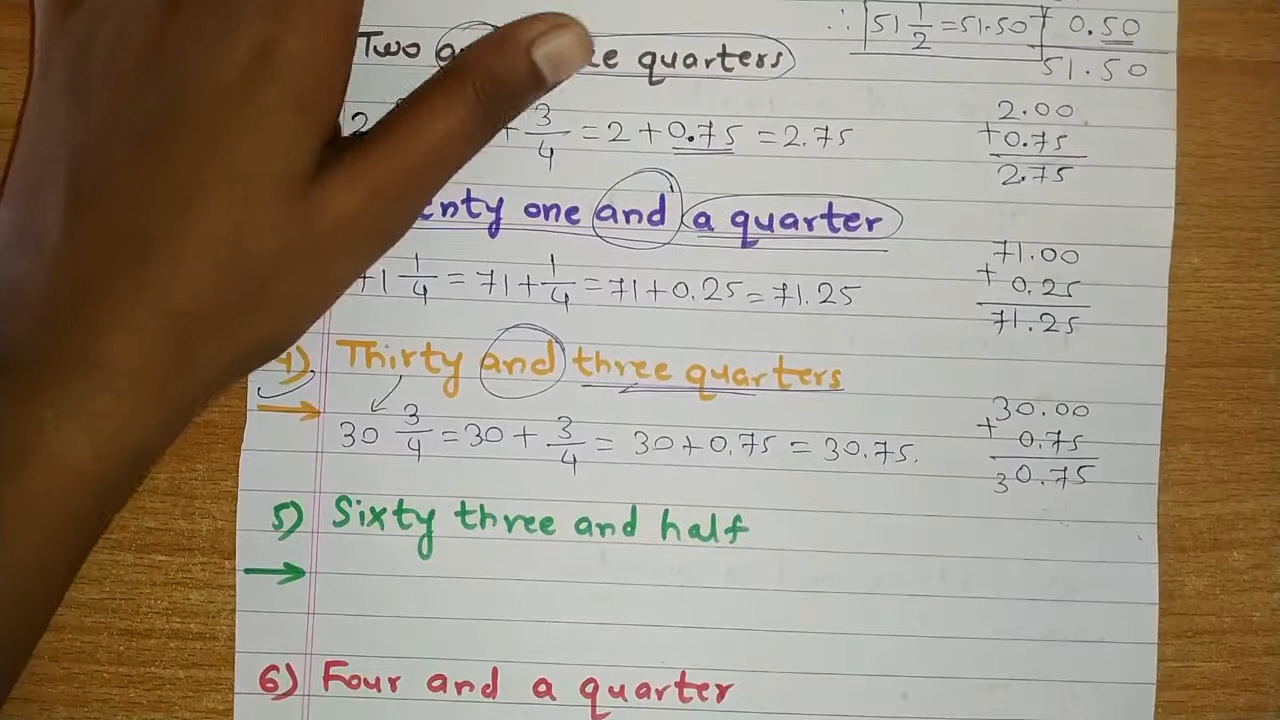 ∴ 51 1/2 = 51.50 + 0.50
51.50
Two quarters
2 + 3/4 = 2 + 0.75 = 2.75
2.00
+ 0.75
2.75
one and a quarter
1 1/4 = 71 + 1/4 = 71 + 0.25 = 71.25
71.00
+ 0.25
71.25
4) Thirty and three quarters
30 3/4 = 30 + 3/4 = 30 + 0.75 = 30.75.
30.00
+ 0.75
30.75
5) Sixty three and half
6) Four and a quarter